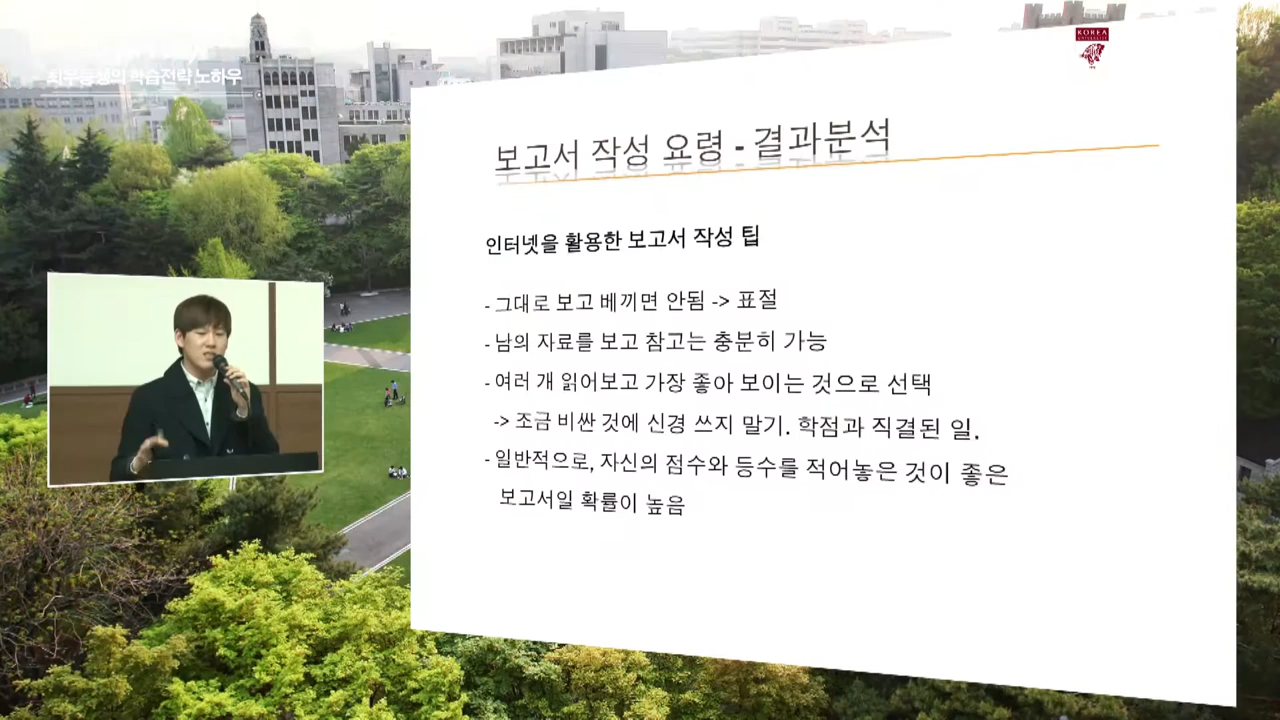 최우등생의 학습전략 노하우
KOREA
UNIVERSITY
보고서 작성 요령 - 결과분석
인터넷을 활용한 보고서 작성 팁
- 그대로 보고 베끼면 안됨 -> 표절
- 남의 자료를 보고 참고는 충분히 가능
- 여러 개 읽어보고 가장 좋아 보이는 것으로 선택
-> 조금 비싼 것에 신경 쓰지 말기. 학점과 직결된 일.
- 일반적으로, 자신의 점수와 등수를 적어놓은 것이 좋은
보고서일 확률이 높음